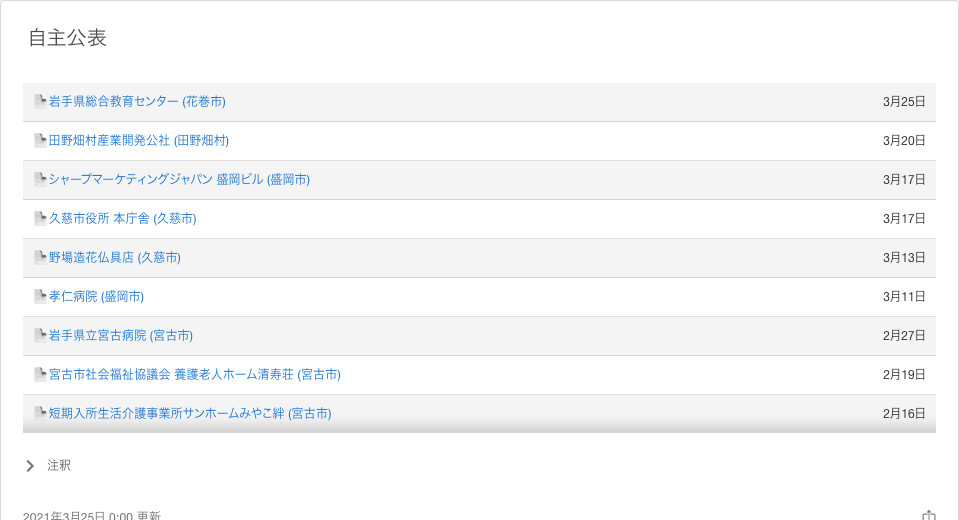 自主公表
岩手県総合教育センター (花巻市) 3月25日
田野畑村産業開発公社 (田野畑村) 3月20日
シャープマーケティングジャパン 盛岡ビル (盛岡市) 3月17日
久慈市役所 本庁舎 (久慈市) 3月17日
野場造花仏具店 (久慈市) 3月13日
孝仁病院 (盛岡市) 3月11日
岩手県立宮古病院 (宮古市) 2月27日
宮古市社会福祉協議会 養護老人ホーム清寿荘 (宮古市) 2月19日
短期入所生活介護事業所サンホームみやこ絆 (宮古市) 2月16日
注釈
2021年3月25日 0:00 更新